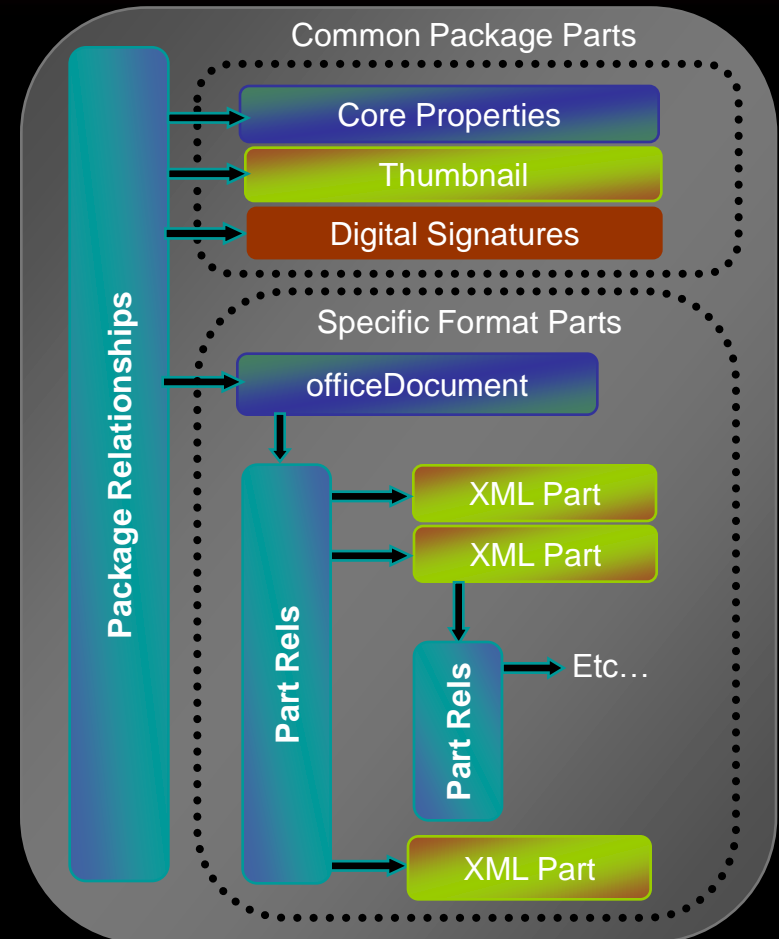 Common Package Parts
Package Relationships
Core Properties
Thumbnail
Digital Signatures
Specific Format Parts
officeDocument
Part Rels
XML Part
XML Part
Part Rels
Etc…
XML Part